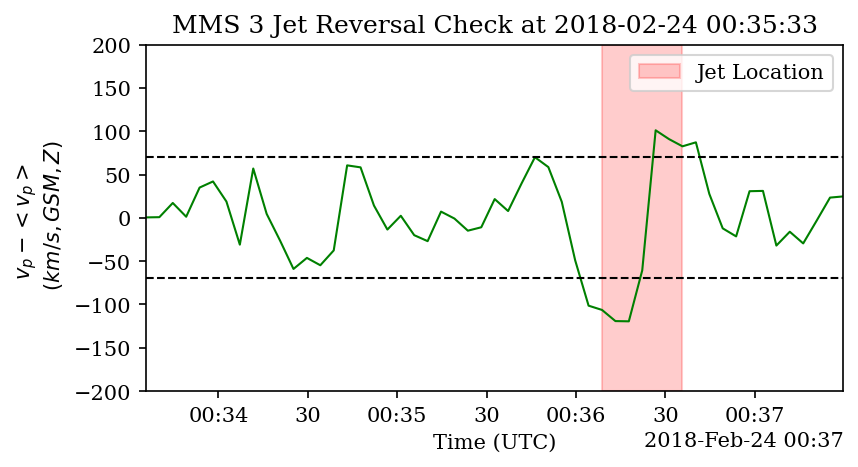 MMS 3 Jet Reversal Check at 2018-02-24 00:35:33
Jet Location
200
150
100
50
0
−50
−100
−150
−200
v_p − < v_p >
(km/s, GSM, Z)
00:34 30 00:35 30 00:36 30 00:37
Time (UTC)
2018-Feb-24 00:37